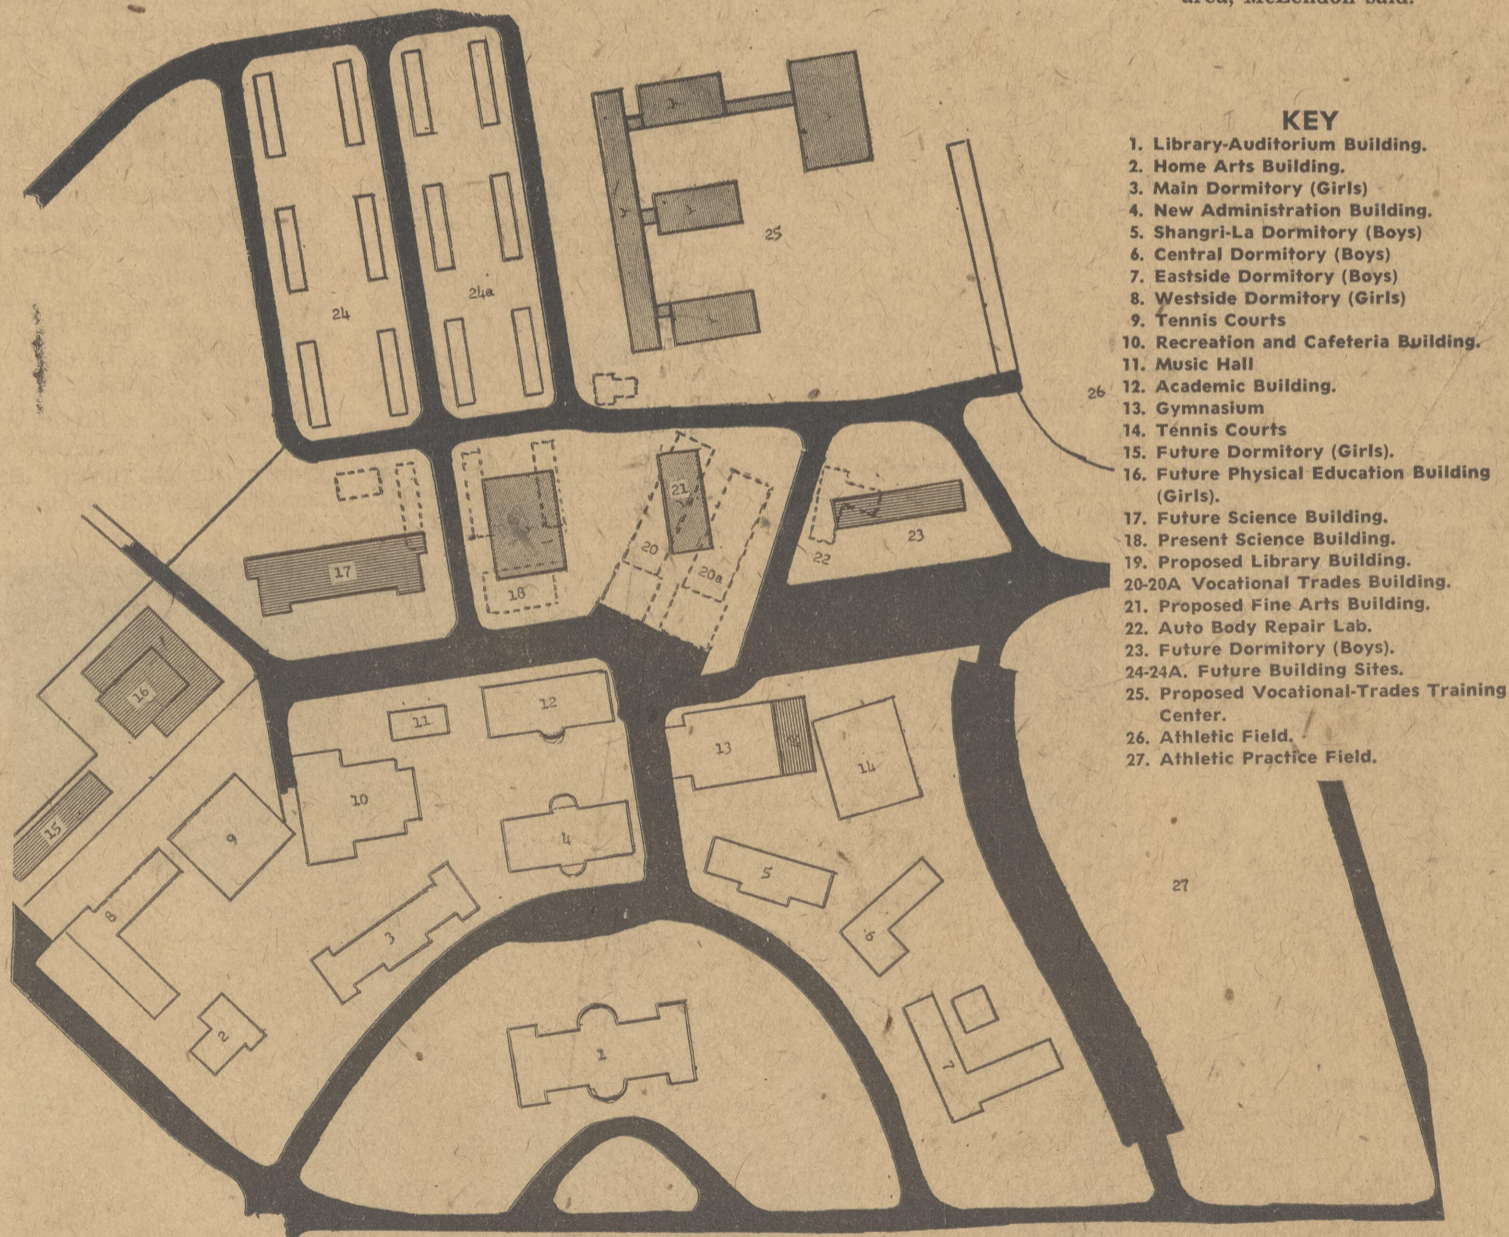 area, McLendon said.
KEY
1. Library-Auditorium Building.
2. Home Arts Building.
3. Main Dormitory (Girls)
4. New Administration Building.
5. Shangri-La Dormitory (Boys)
6. Central Dormitory (Boys)
7. Eastside Dormitory (Boys)
8. Westside Dormitory (Girls)
9. Tennis Courts
10. Recreation and Cafeteria Building.
11. Music Hall
12. Academic Building.
13. Gymnasium
14. Tennis Courts
15. Future Dormitory (Girls).
16. Future Physical Education Building
(Girls).
17. Future Science Building.
18. Present Science Building.
19. Proposed Library Building.
20-20A Vocational Trades Building.
21. Proposed Fine Arts Building.
22. Auto Body Repair Lab.
23. Future Dormitory (Boys).
24-24A. Future Building Sites.
25. Proposed Vocational-Trades Training
Center.
26. Athletic Field.
27. Athletic Practice Field.
25
24a
24
26
21
23
20
22
20a
17
18
16
12
11
13
14
10
15
9
4
5
27
8
3
6
2
1
7